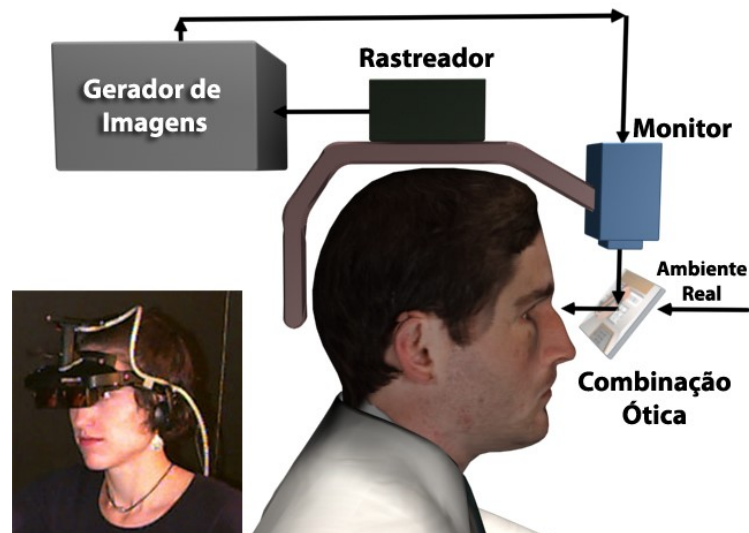 Gerador de
Imagens
Rastreador
Monitor
Ambiente
Real
Combinação
Ótica